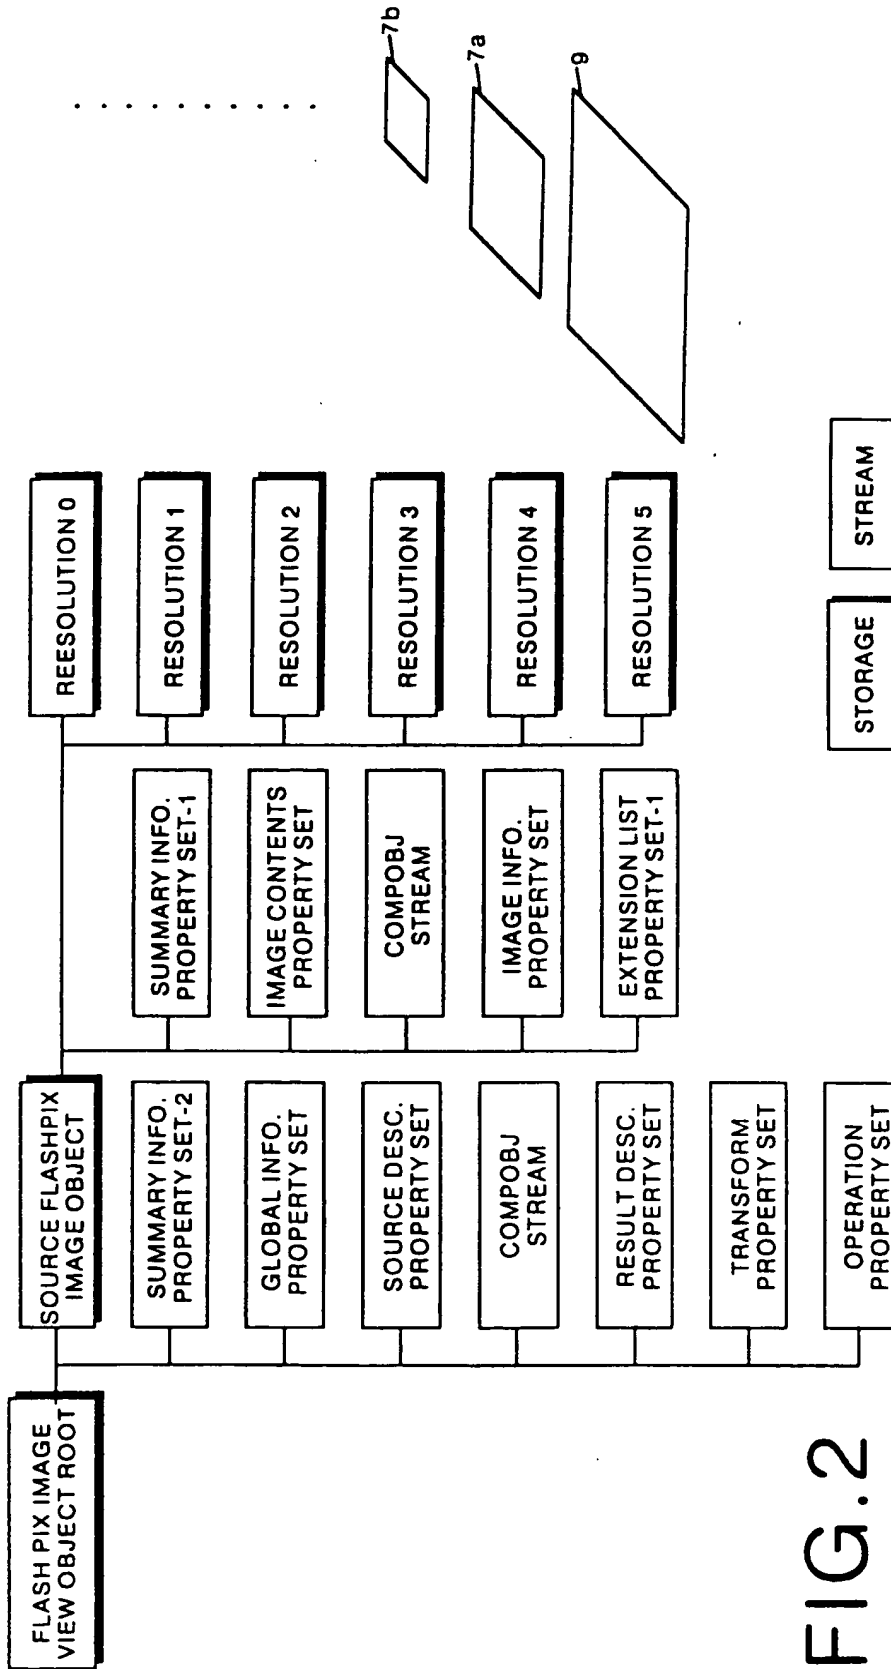 FLASH PIX IMAGE
VIEW OBJECT ROOT
SOURCE FLASHPIX
IMAGE OBJECT
SUMMARY INFO.
PROPERTY SET-2
GLOBAL INFO.
PROPERTY SET
SOURCE DESC.
PROPERTY SET
COMPOBJ
STREAM
RESULT DESC.
PROPERTY SET
TRANSFORM
PROPERTY SET
OPERATION
PROPERTY SET
SUMMARY INFO.
PROPERTY SET-1
IMAGE CONTENTS
PROPERTY SET
COMPOBJ
STREAM
IMAGE INFO.
PROPERTY SET
EXTENSION LIST
PROPERTY SET-1
REESOLUTION 0
RESOLUTION 1
RESOLUTION 2
RESOLUTION 3
RESOLUTION 4
RESOLUTION 5
7b
7a
9
STORAGE
STREAM
FIG.2